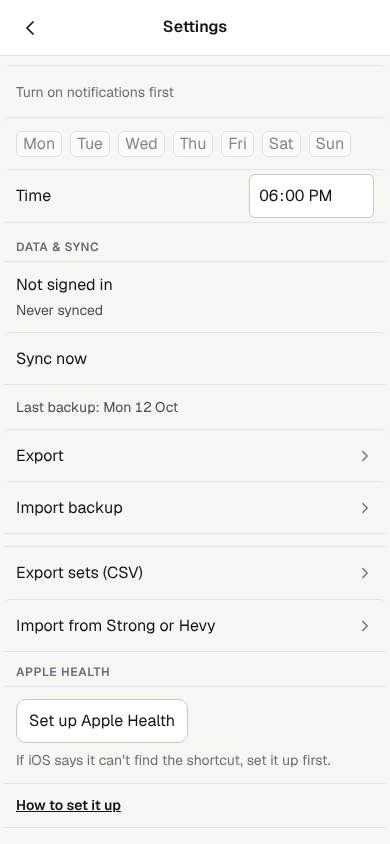 Settings
Turn on notifications first
Mon Tue Wed Thu Fri Sat Sun
Time 06:00 PM
DATA & SYNC
Not signed in
Never synced
Sync now
Last backup: Mon 12 Oct
Export
Import backup
Export sets (CSV)
Import from Strong or Hevy
APPLE HEALTH
Set up Apple Health
If iOS says it can't find the shortcut, set it up first.
How to set it up